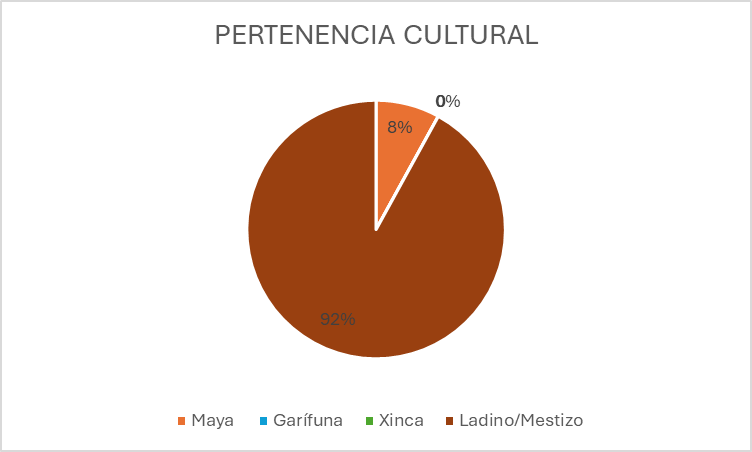 PERTENENCIA CULTURAL
0%
8%
92%
Maya Garífuna Xinca Ladino/Mestizo